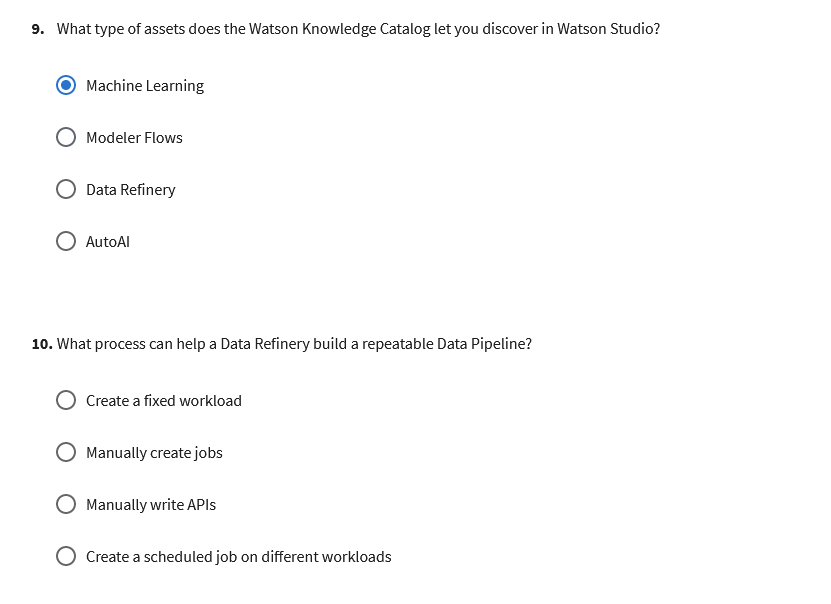 9. What type of assets does the Watson Knowledge Catalog let you discover in Watson Studio?
Machine Learning
Modeler Flows
Data Refinery
AutoAI
10. What process can help a Data Refinery build a repeatable Data Pipeline?
Create a fixed workload
Manually create jobs
Manually write APIs
Create a scheduled job on different workloads